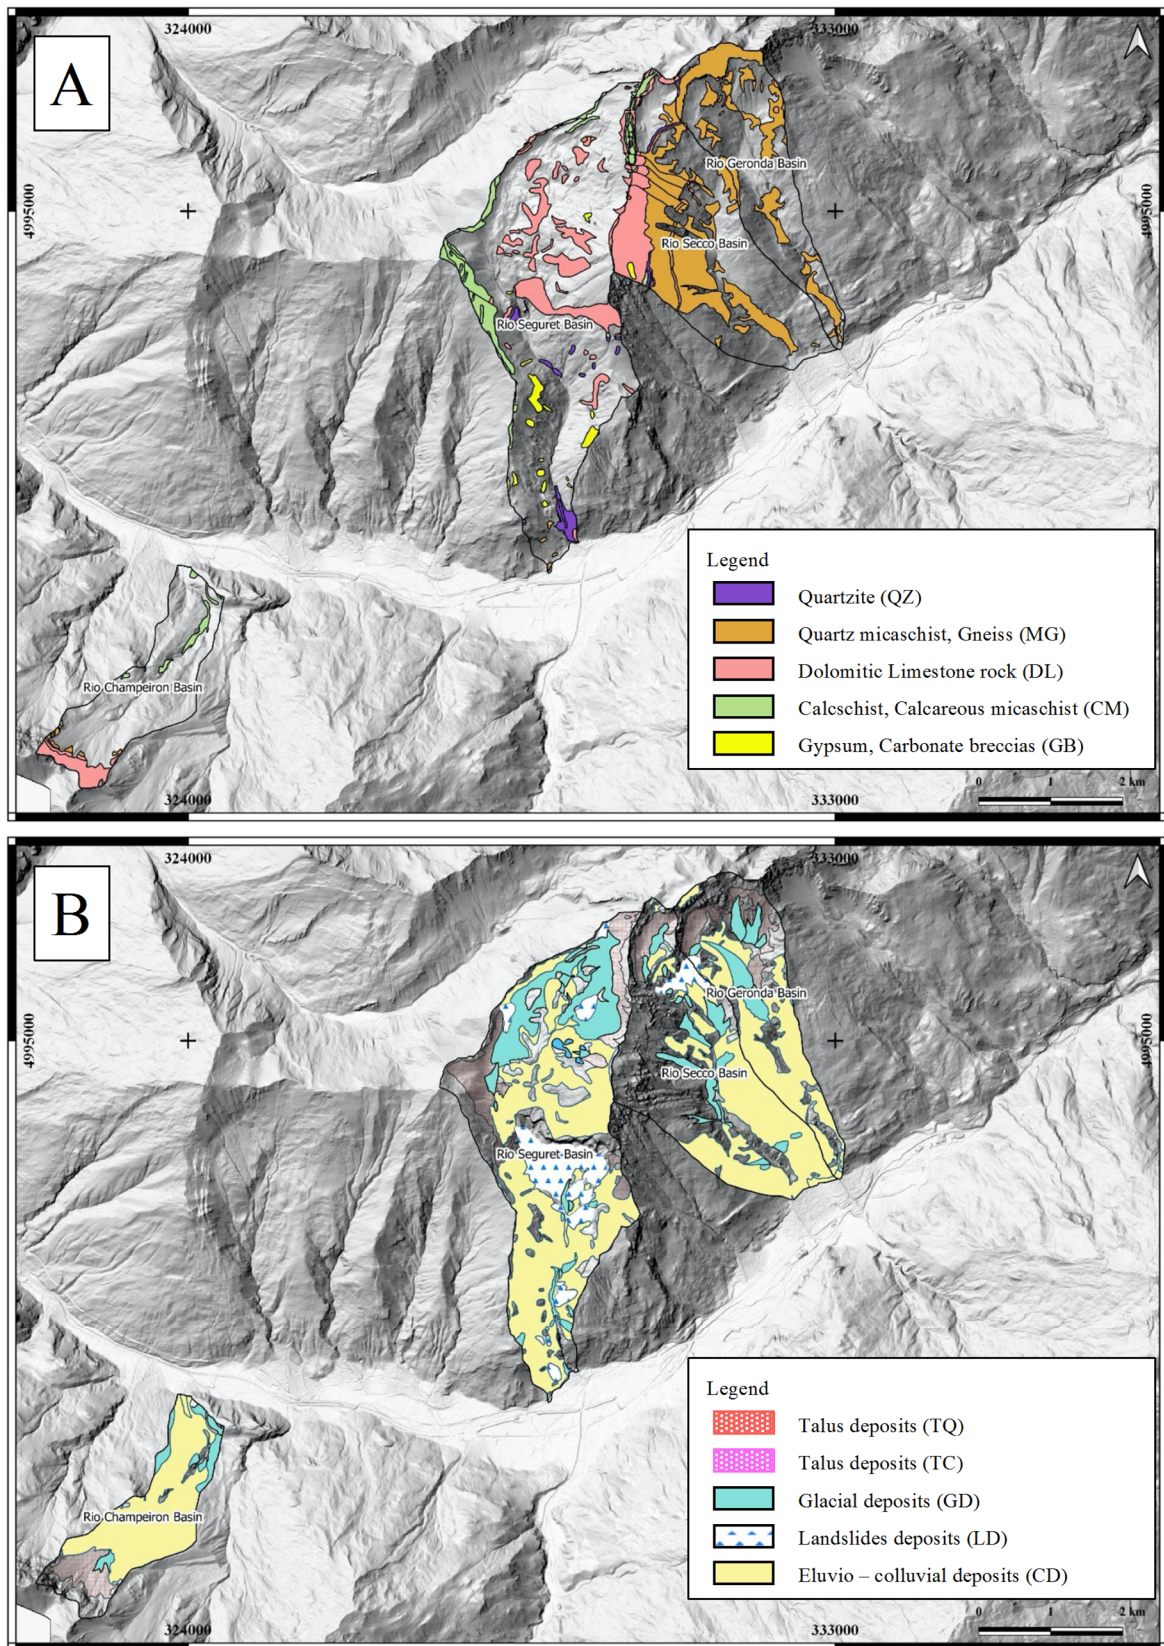 A
324000
333000
4995000
4995000
Rio Geronda Basin
Rio Secco Basin
Rio Seguret Basin
Rio Champeiron Basin
Legend
Quartzite (QZ)
Quartz micaschist, Gneiss (MG)
Dolomitic Limestone rock (DL)
Calcschist, Calcareous micaschist (CM)
Gypsum, Carbonate breccias (GB)
0 1 2 km
324000
333000
B
324000
333000
4995000
4995000
Rio Geronda Basin
Rio Secco Basin
Rio Seguret Basin
Rio Champeiron Basin
Legend
Talus deposits (TQ)
Talus deposits (TC)
Glacial deposits (GD)
Landslides deposits (LD)
Eluvio – colluvial deposits (CD)
0 1 2 km
324000
333000